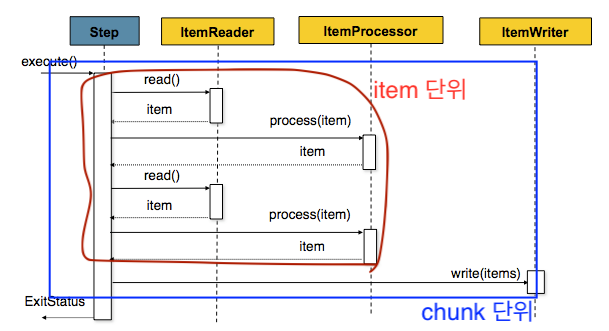 Step
ItemReader
ItemProcessor
ItemWriter
execute()
read()
item 단위
item
process(item)
item
read()
item
process(item)
item
write(items)
ExitStatus
chunk 단위